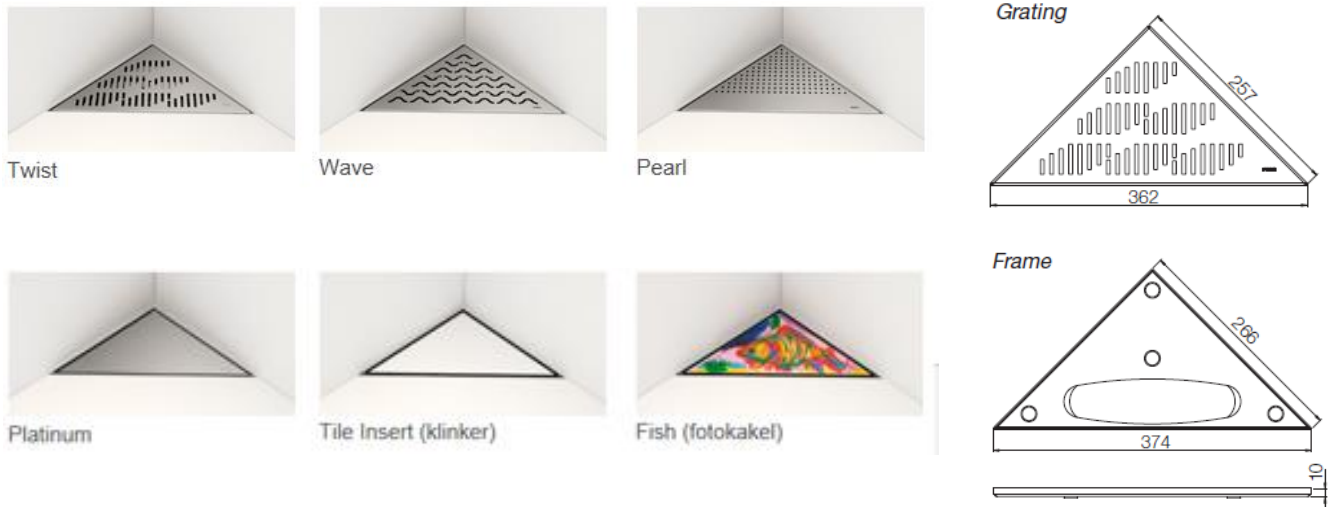 Twist
Wave
Pearl
Platinum
Tile Insert (klinker)
Fish (fotokakel)
Grating
257
362
Frame
266
374
10